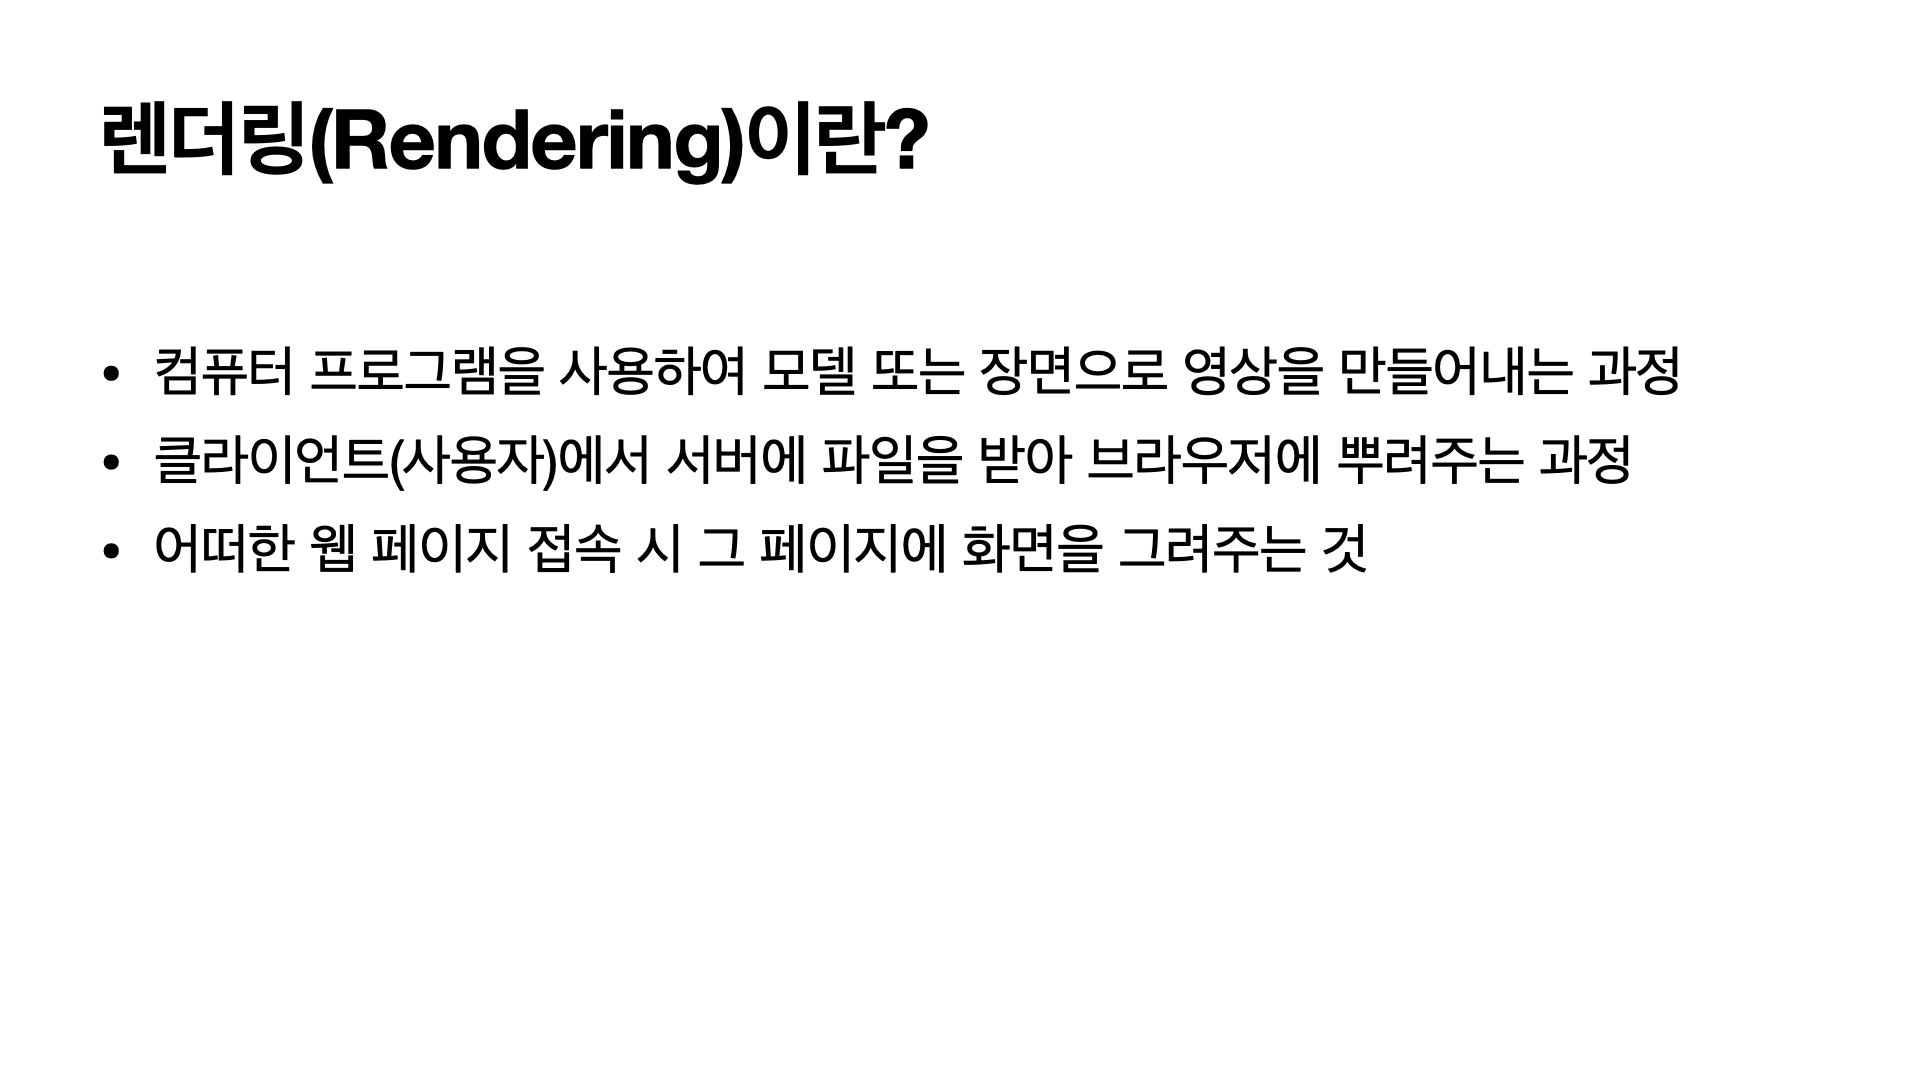 렌더링(Rendering)이란?
• 컴퓨터 프로그램을 사용하여 모델 또는 장면으로 영상을 만들어내는 과정
• 클라이언트(사용자)에서 서버에 파일을 받아 브라우저에 뿌려주는 과정
• 어떠한 웹 페이지 접속 시 그 페이지에 화면을 그려주는 것